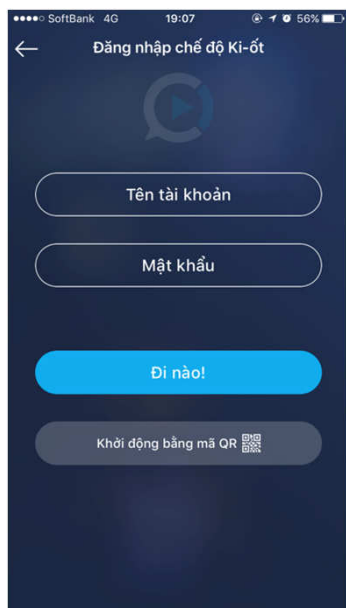 SoftBank 4G 19:07 56%
Đăng nhập chế độ Ki-ốt
Tên tài khoản
Mật khẩu
Đi nào!
Khởi động bằng mã QR